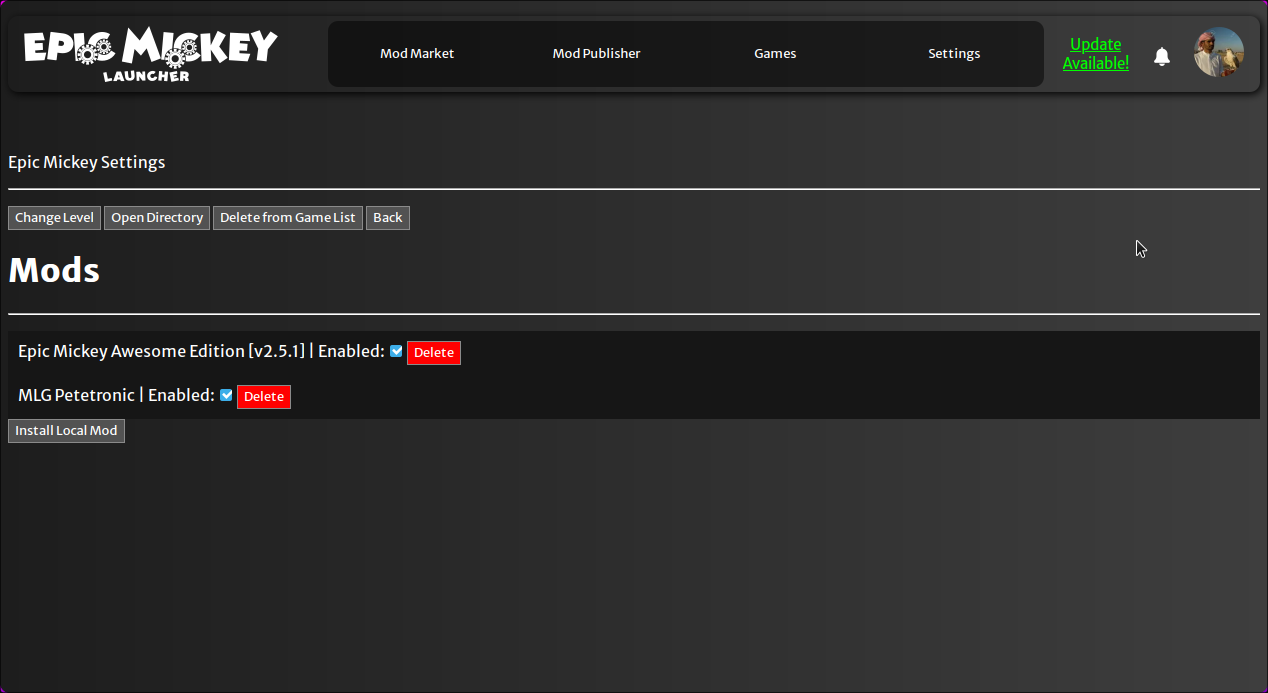 EPIC MICKEY
LAUNCHER
Mod Market
Mod Publisher
Games
Settings
Update
Available!
Epic Mickey Settings
Change Level
Open Directory
Delete from Game List
Back
Mods
Epic Mickey Awesome Edition [v2.5.1] | Enabled: Delete
MLG Petetronic | Enabled: Delete
Install Local Mod